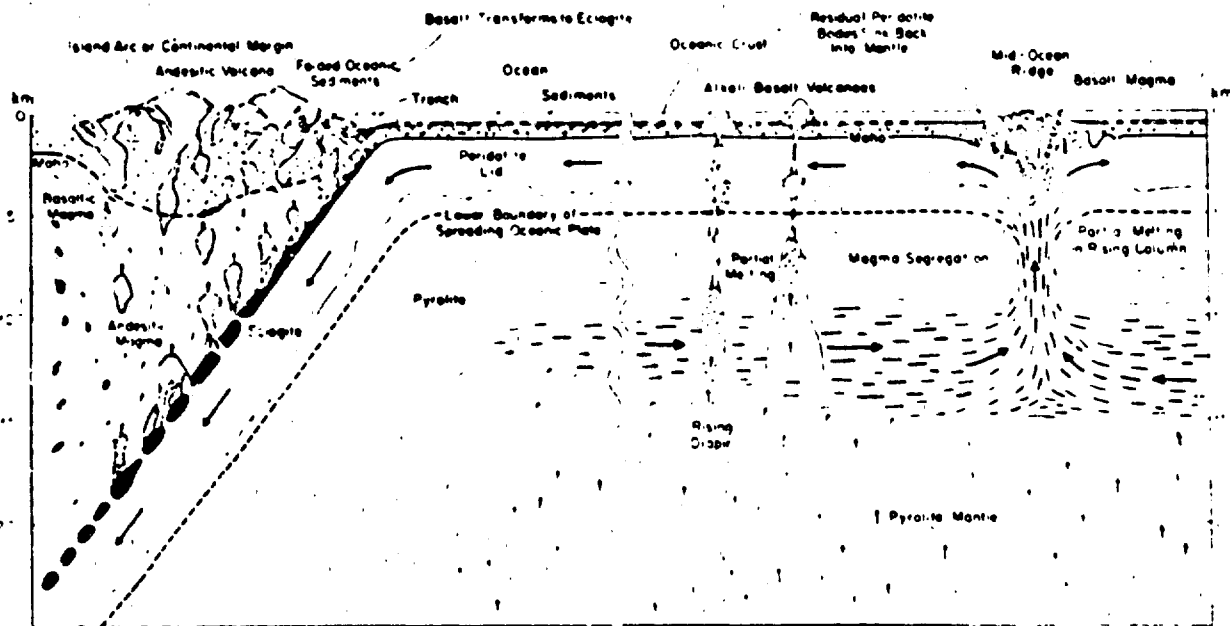 Basalt Transforms to Eclogite
Residual Peridotite
Bodies Sink Back
Into Mantle
Island Arc or Continental Margin
Oceanic Crust
Mid-Ocean
Ridge
Andesitic Volcano
Folded Oceanic
Sediments
Ocean
Basalt Magma
km
Trench
Sediments
Alkali Basalt Volcanoes
km
0
Moho
Moho
Peridotite
Lid
Basaltic
Magma
Lower Boundary of
Spreading Oceanic Plate
Partial Melting
in Rising Column
Partial
Melting
Magma Segregation
Pyrolite
Andesitic
Magma
Eclogite
Rising
Diapir
Pyrolite Mantle